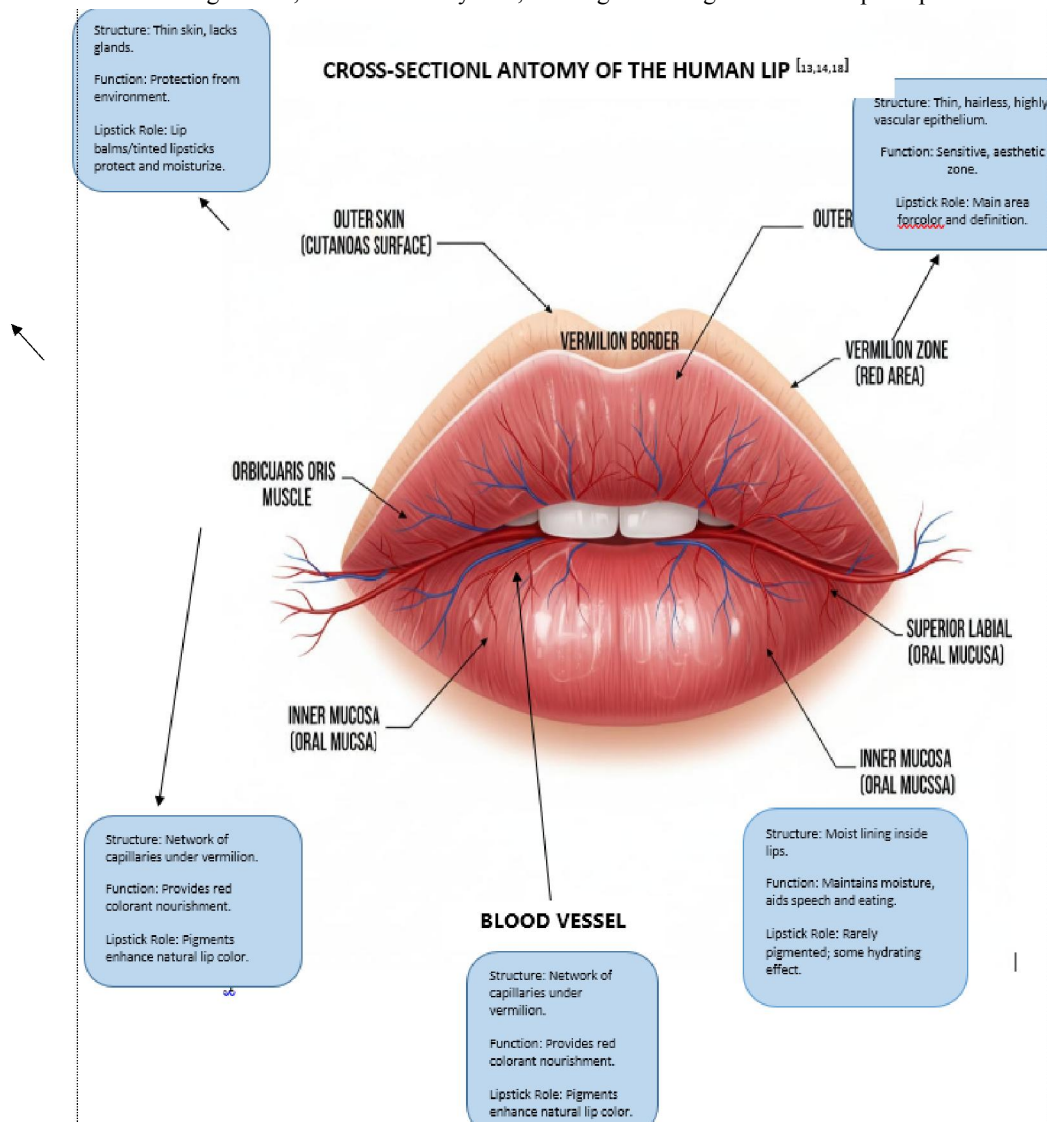 Structure: Thin skin, lacks
glands.
Function: Protection from
environment.
Lipstick Role: Lip
balms/tinted lipsticks
protect and moisturize.
CROSS-SECTIONL ANTOMY OF THE HUMAN LIP [13,14,18]
Structure: Thin, hairless, highly
vascular epithelium.
Function: Sensitive, aesthetic
zone.
Lipstick Role: Main area
forcolor and definition.
OUTER SKIN
(CUTANOAS SURFACE)
OUTER
VERMILION BORDER
VERMILION ZONE
(RED AREA)
ORBICUARIS ORIS
MUSCLE
SUPERIOR LABIAL
(ORAL MUCUSA)
INNER MUCOSA
(ORAL MUCSA)
INNER MUCOSA
(ORAL MUCSSA)
Structure: Network of
capillaries under vermilion.
Function: Provides red
colorant nourishment.
Lipstick Role: Pigments
enhance natural lip color.
BLOOD VESSEL
Structure: Network of
capillaries under
vermilion.
Function: Provides red
colorant nourishment.
Lipstick Role: Pigments
enhance natural lip color.
Structure: Moist lining inside
lips.
Function: Maintains moisture,
aids speech and eating.
Lipstick Role: Rarely
pigmented; some hydrating
effect.